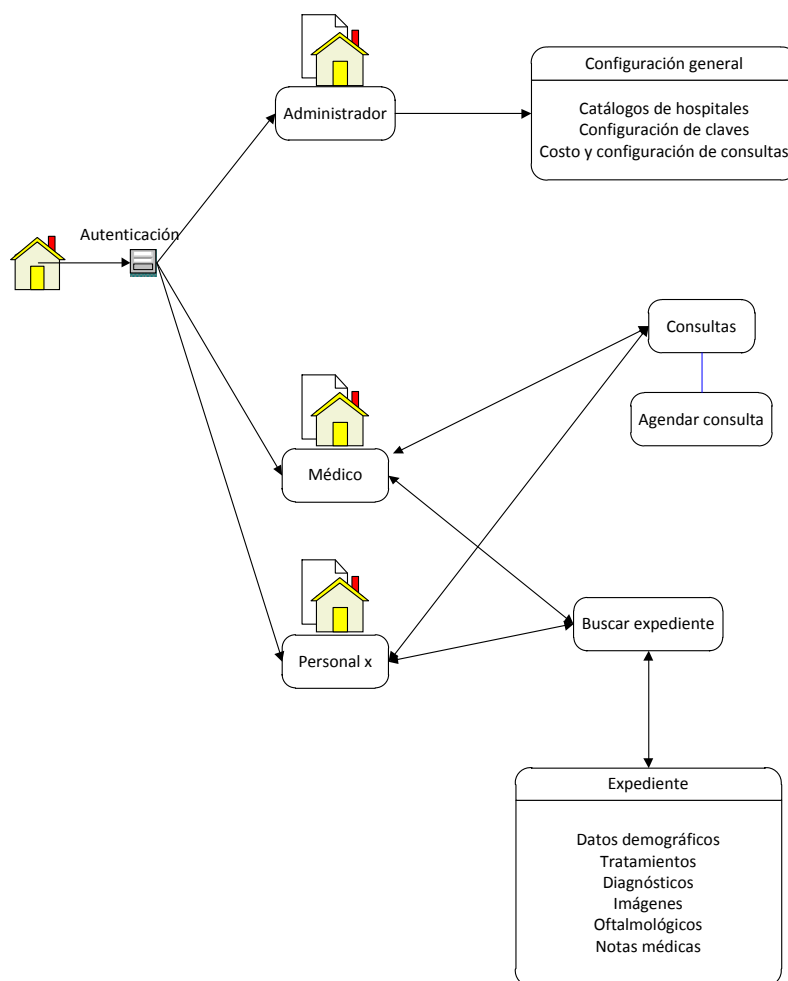 Configuración general
Administrador
Catálogos de hospitales
Configuración de claves
Costo y configuración de consultas
Autenticación
Consultas
Agendar consulta
Médico
Buscar expediente
Personal x
Expediente
Datos demográficos
Tratamientos
Diagnósticos
Imágenes
Oftalmológicos
Notas médicas